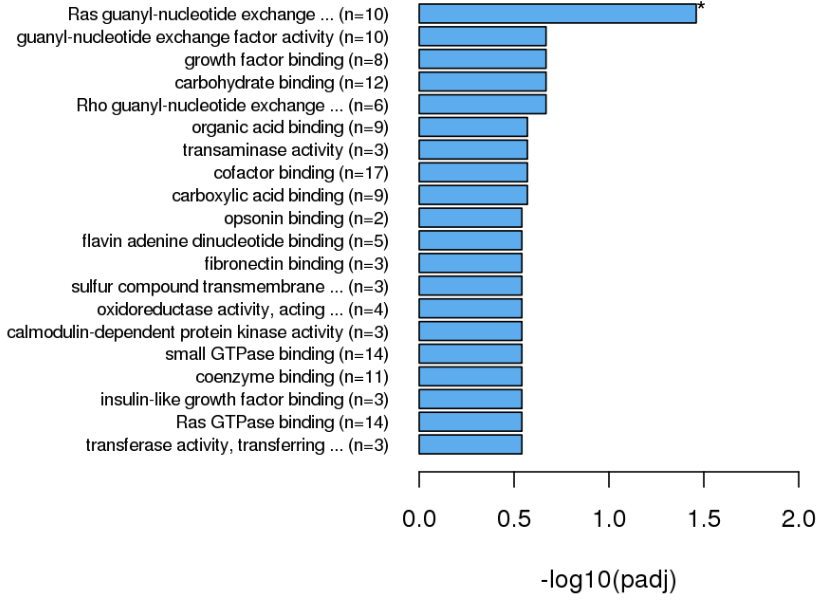 Ras guanyl-nucleotide exchange ... (n=10)
*
guanyl-nucleotide exchange factor activity (n=10)
growth factor binding (n=8)
carbohydrate binding (n=12)
Rho guanyl-nucleotide exchange ... (n=6)
organic acid binding (n=9)
transaminase activity (n=3)
cofactor binding (n=17)
carboxylic acid binding (n=9)
opsonin binding (n=2)
flavin adenine dinucleotide binding (n=5)
fibronectin binding (n=3)
sulfur compound transmembrane ... (n=3)
oxidoreductase activity, acting ... (n=4)
calmodulin-dependent protein kinase activity (n=3)
small GTPase binding (n=14)
coenzyme binding (n=11)
insulin-like growth factor binding (n=3)
Ras GTPase binding (n=14)
transferase activity, transferring ... (n=3)
0.0 0.5 1.0 1.5 2.0
-log10(padj)